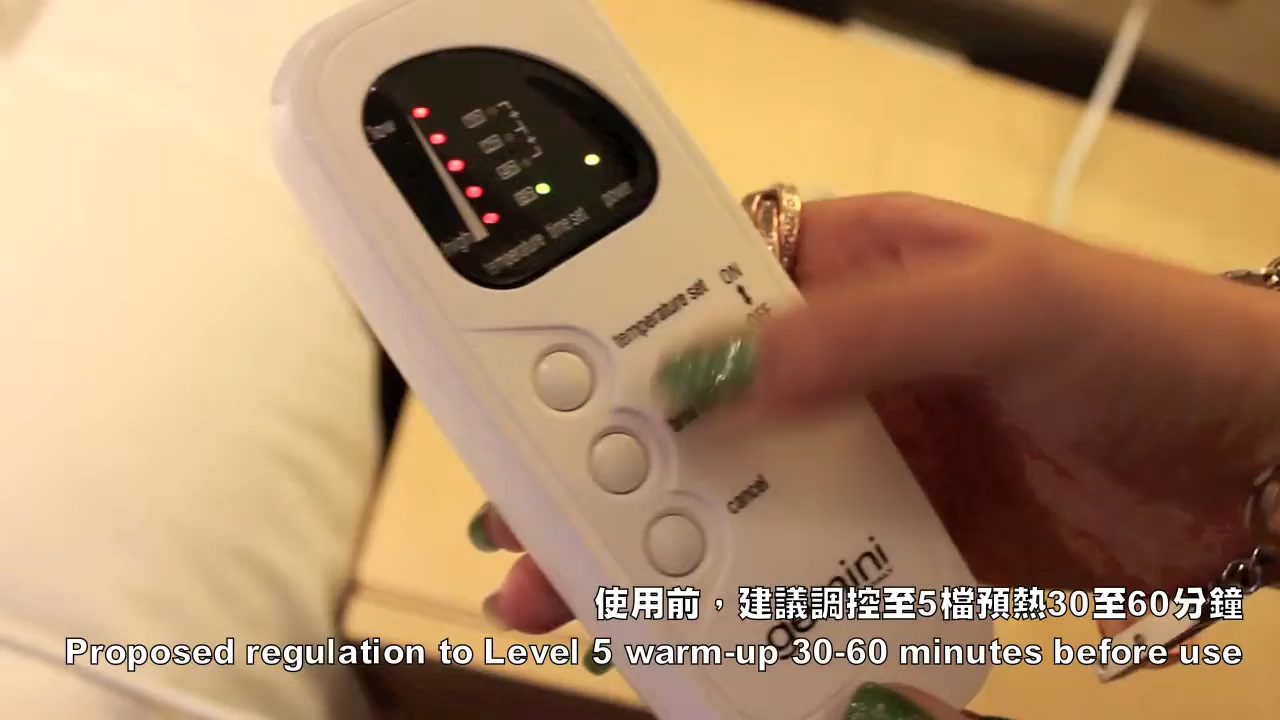 low
high
temperature
time set
power
temperature set
ON
OFF
cancel
gemini
使用前，建議調控至5檔預熱30至60分鐘
Proposed regulation to Level 5 warm-up 30-60 minutes before use